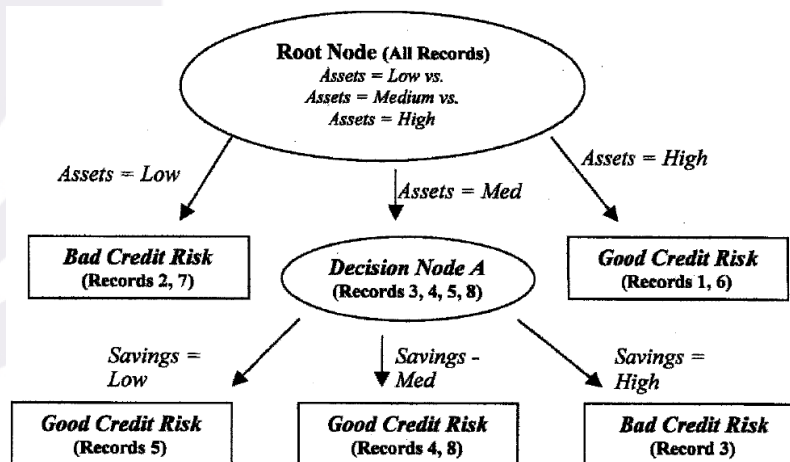 Root Node (All Records)
Assets = Low vs.
Assets = Medium vs.
Assets = High
Assets = Low
Assets = Med
Assets = High
Bad Credit Risk
(Records 2, 7)
Decision Node A
(Records 3, 4, 5, 8)
Good Credit Risk
(Records 1, 6)
Savings =
Low
Savings -
Med
Savings =
High
Good Credit Risk
(Records 5)
Good Credit Risk
(Records 4, 8)
Bad Credit Risk
(Record 3)